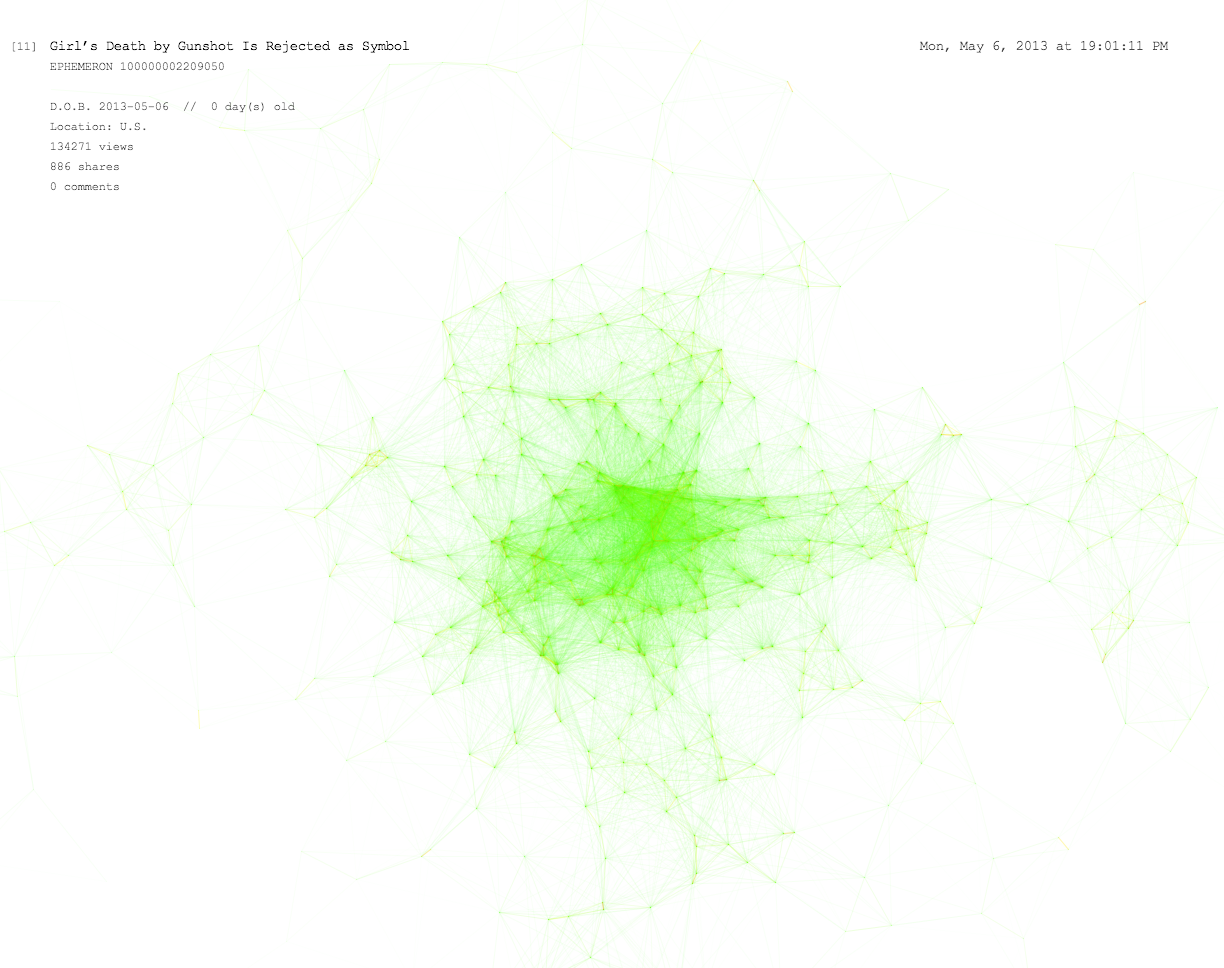 [11] Girl's Death by Gunshot Is Rejected as Symbol
Mon, May 6, 2013 at 19:01:11 PM
EPHEMERON 100000002209050
D.O.B. 2013-05-06 // 0 day(s) old
Location: U.S.
134271 views
886 shares
0 comments